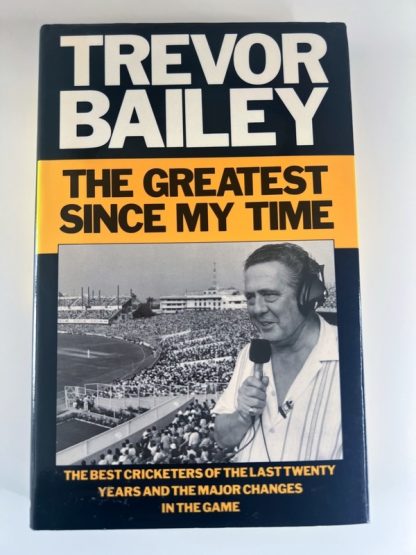 TREVOR
BAILEY
THE GREATEST
SINCE MY TIME
THE BEST CRICKETERS OF THE LAST TWENTY
YEARS AND THE MAJOR CHANGES
IN THE GAME